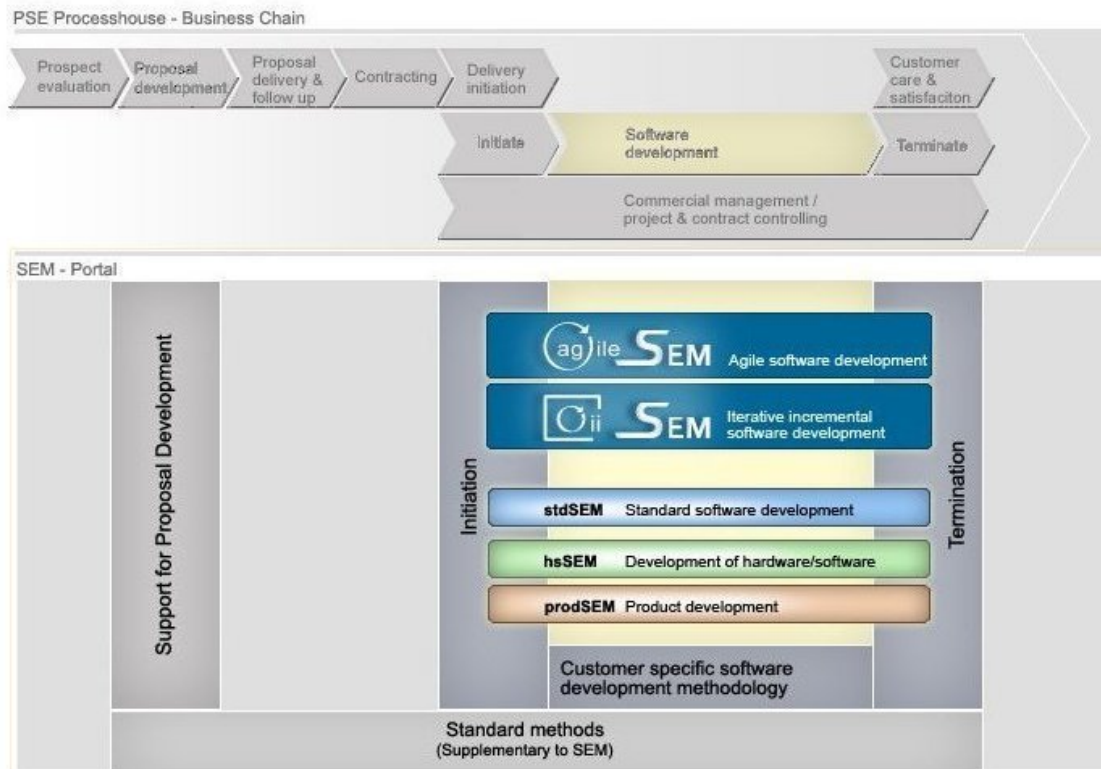 PSE Processhouse - Business Chain
Prospect
evaluation
Proposal
development
Proposal
delivery &
follow up
Contracting
Delivery
initiation
Customer
care &
satisfaciton
Initiate
Software
development
Terminate
Commercial management /
project & contract controlling
SEM - Portal
Support for Proposal Development
Initiation
agile SEM Agile software development
ii SEM Iterative incremental
software development
stdSEM Standard software development
hsSEM Development of hardware/software
prodSEM Product development
Termination
Customer specific software
development methodology
Standard methods
(Supplementary to SEM)